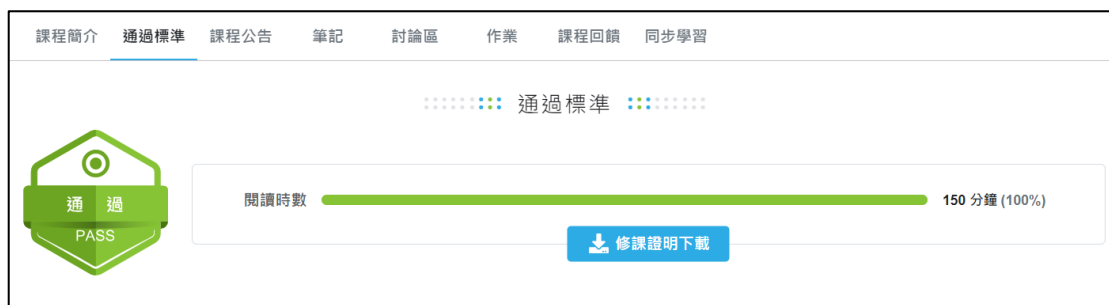 課程簡介 通過標準 課程公告 筆記 討論區 作業 課程回饋 同步學習
通過標準
通 過
PASS
閱讀時數 150 分鐘 (100%)
修課證明下載